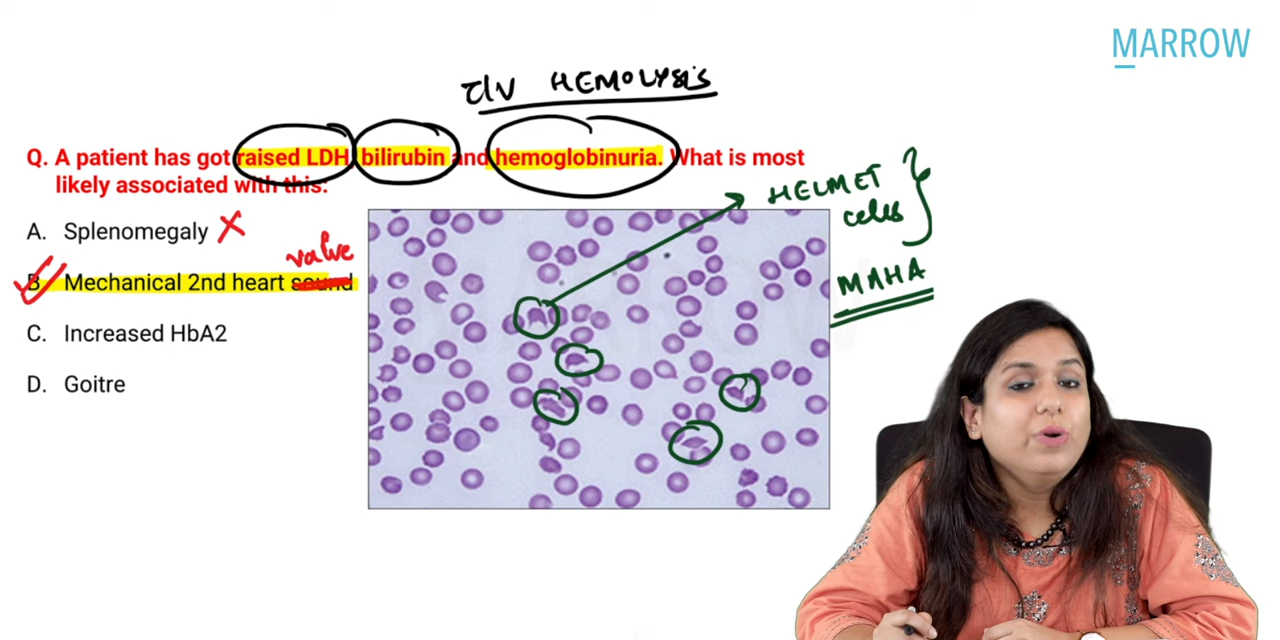 MARROW
I/V HEMOLYSIS
Q. A patient has got raised LDH, bilirubin and hemoglobinuria. What is most
likely associated with this:
HELMET
cells
A. Splenomegaly
valve
B. Mechanical 2nd heart sound
MAHA
C. Increased HbA2
D. Goitre